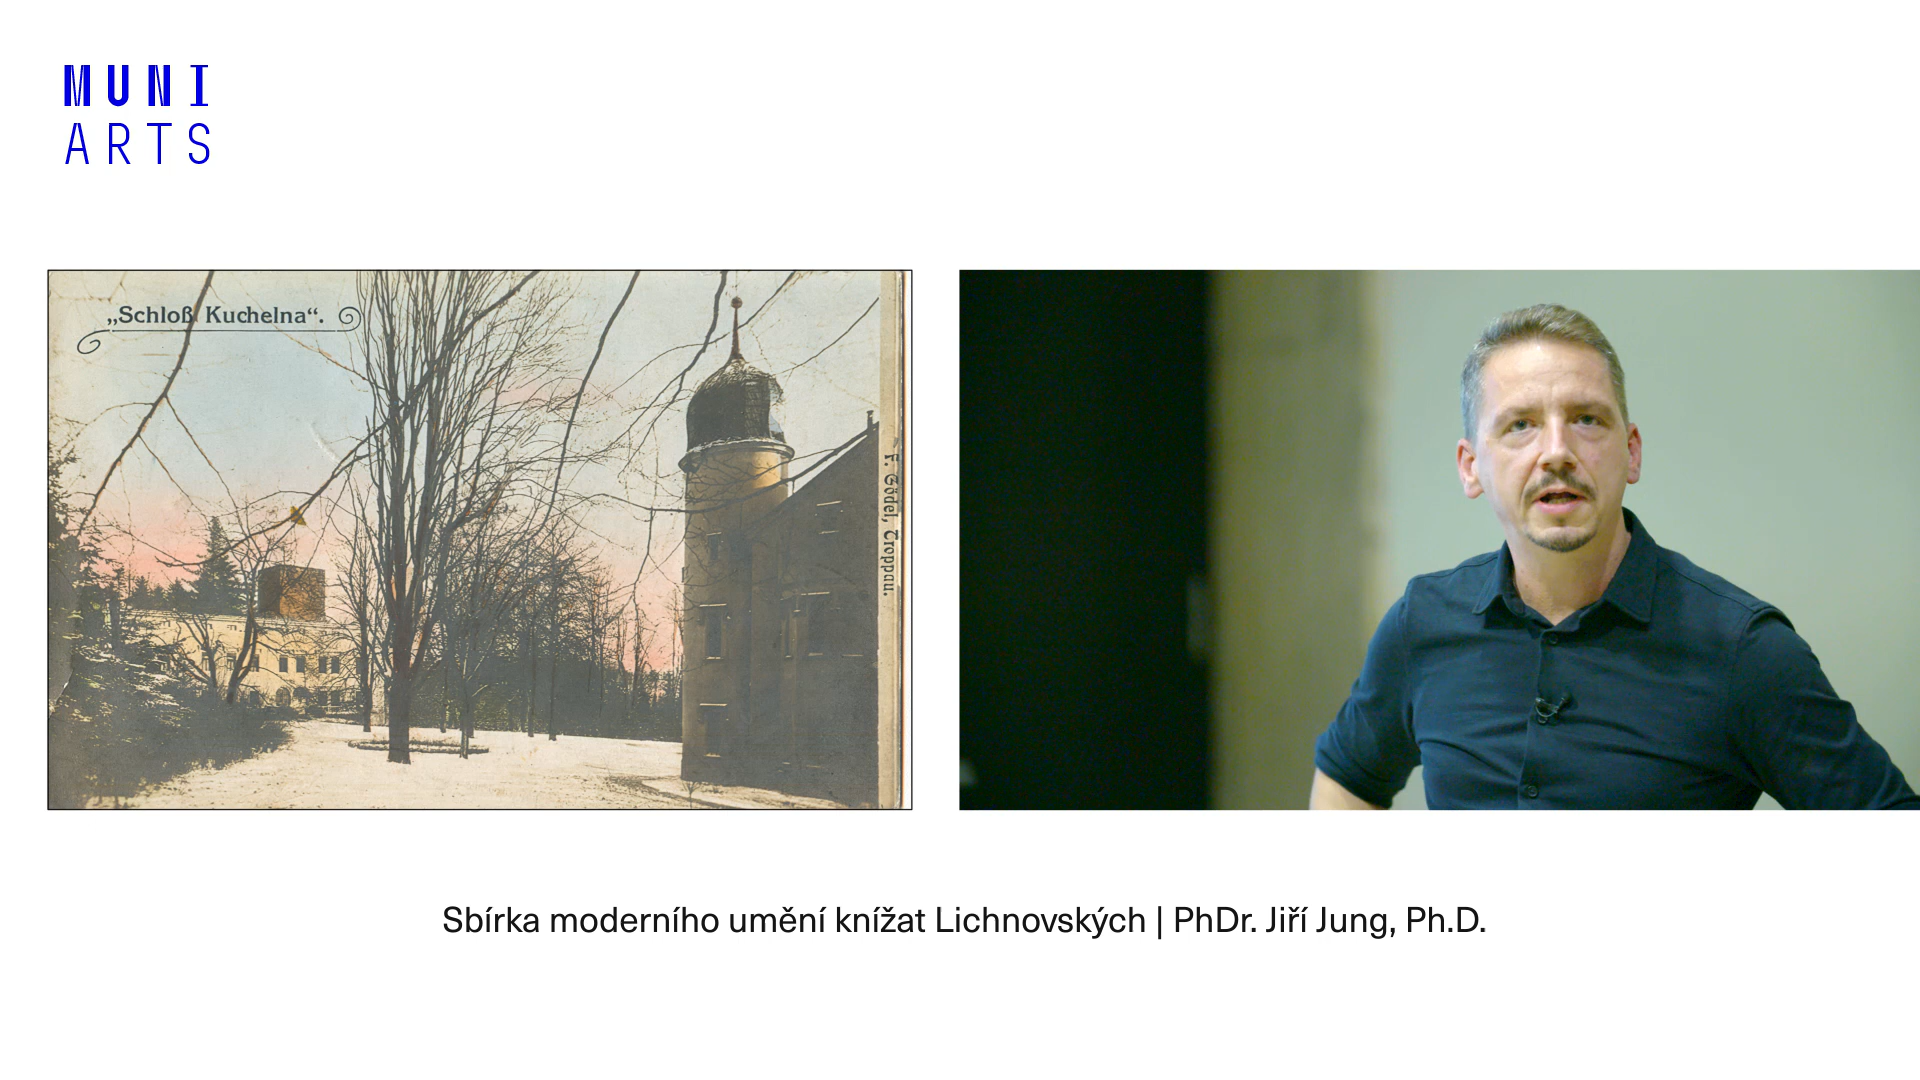 MUNI
ARTS
„Schloß Kuchelna“.
F. Gödel, Troppau.
Sbírka moderního umění knížat Lichnovských | PhDr. Jiří Jung, Ph.D.